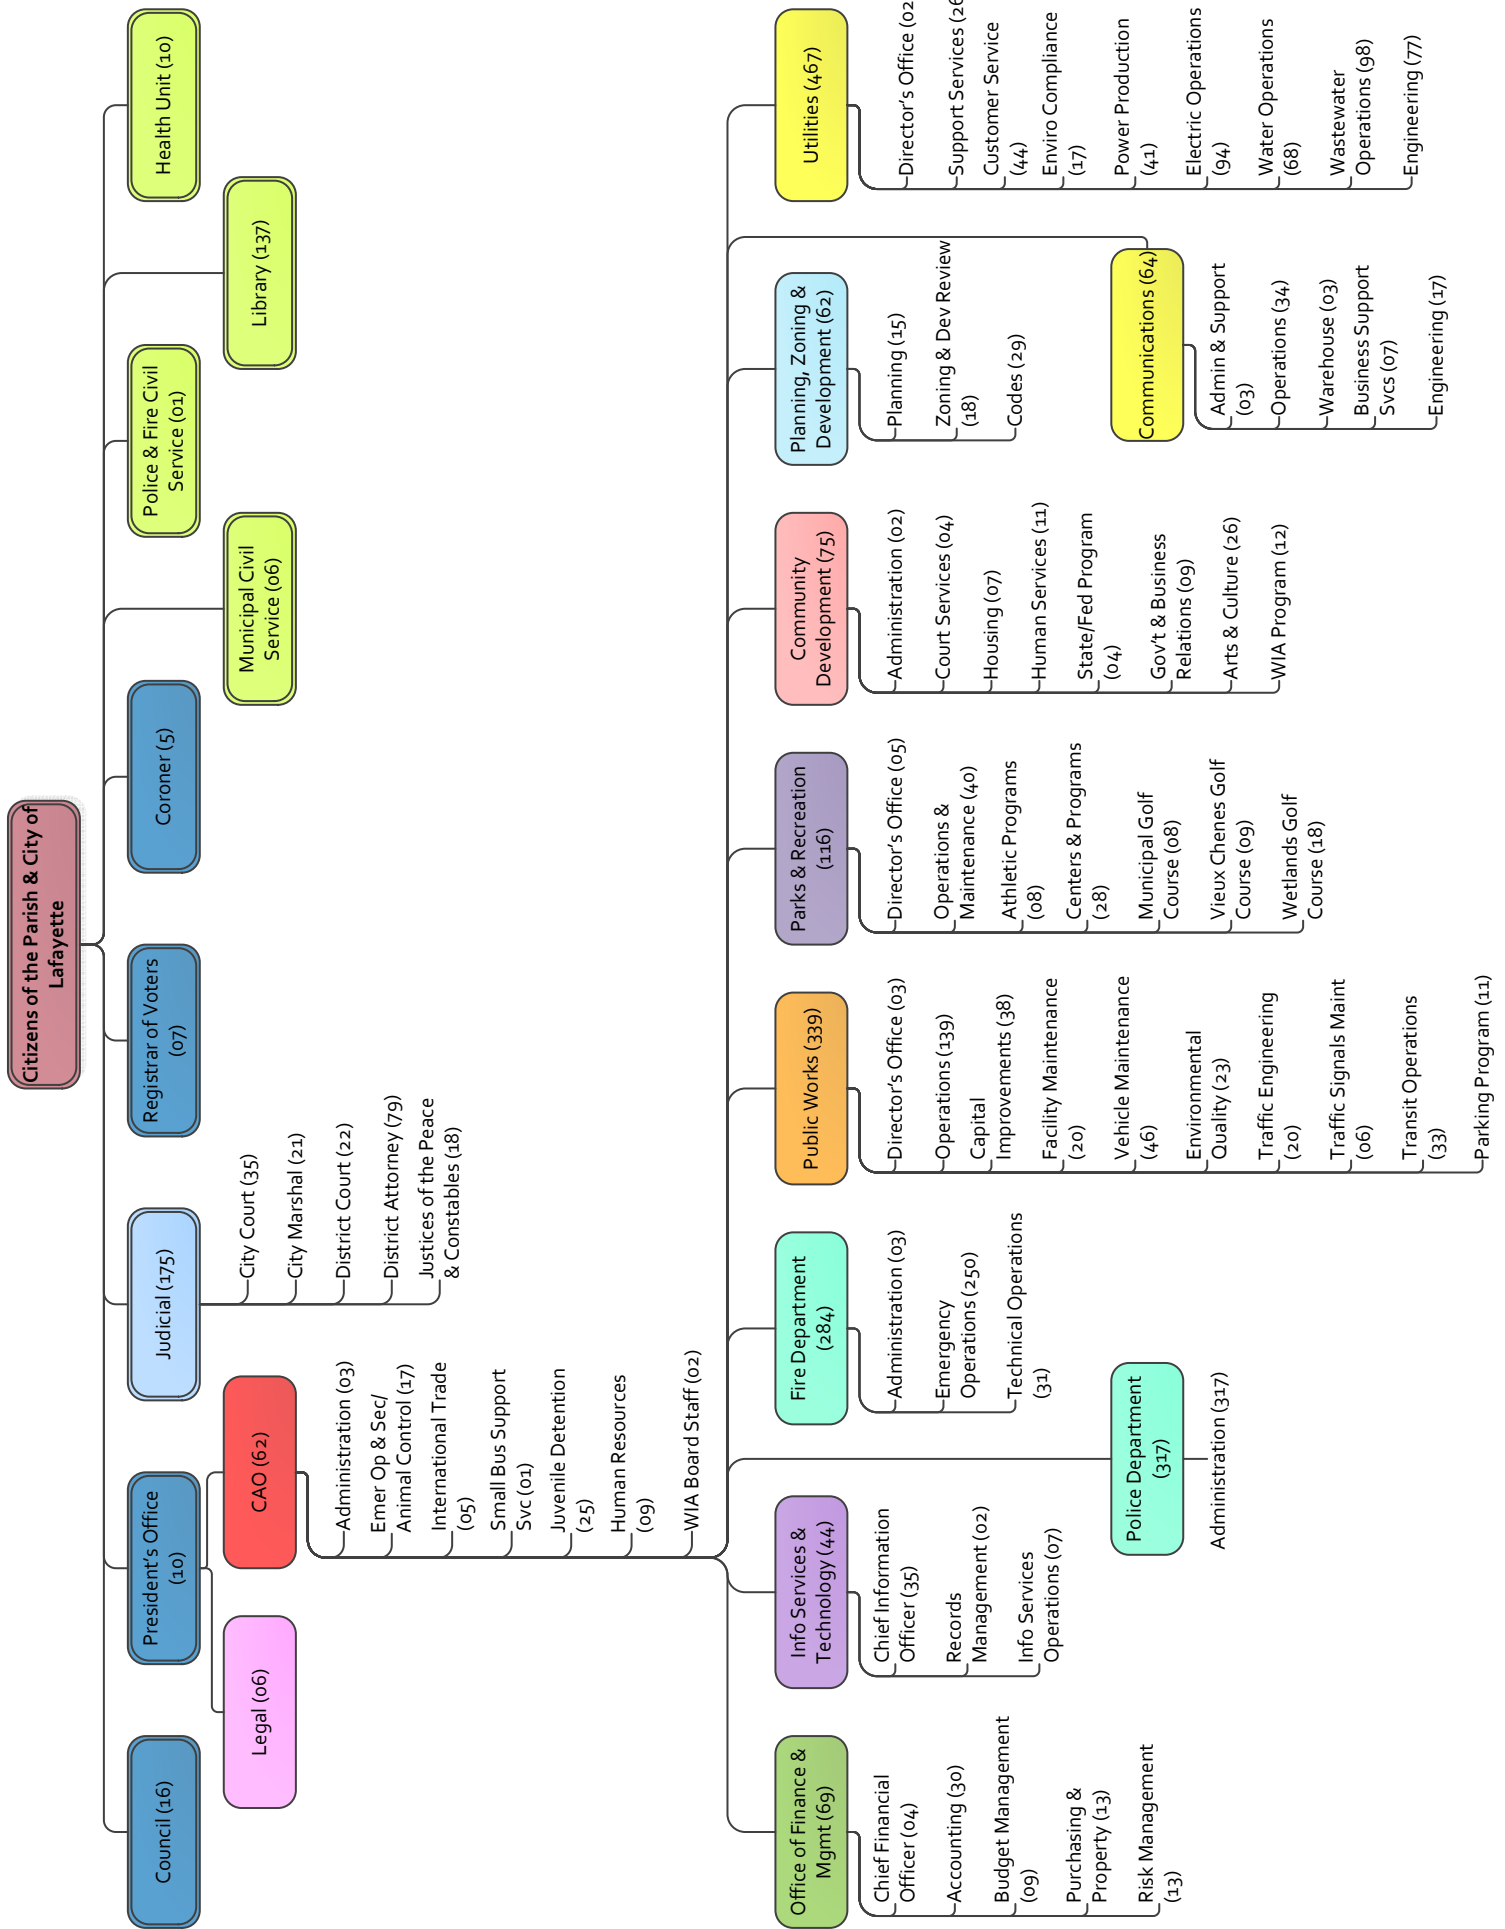 Citizens of the Parish & City of
Lafayette
Council (16)
President's Office
(10)
Judicial (175)
Registrar of Voters
(07)
Coroner (5)
Police & Fire Civil
Service (01)
Health Unit (10)
Legal (06)
CAO (62)
Municipal Civil
Service (06)
Library (137)
City Court (35)
City Marshal (21)
District Court (22)
District Attorney (79)
Justices of the Peace
& Constables (18)
Administration (03)
Emer Op & Sec/
Animal Control (17)
International Trade
(05)
Small Bus Support
Svc (01)
Juvenile Detention
(25)
Human Resources
(09)
WIA Board Staff (02)
Office of Finance &
Mgmt (69)
Chief Financial
Officer (04)
Accounting (30)
Budget Management
(09)
Purchasing &
Property (13)
Risk Management
(13)
Info Services &
Technology (44)
Chief Information
Officer (35)
Records
Management (02)
Info Services
Operations (07)
Police Department
(317)
Administration (317)
Fire Department
(284)
Administration (03)
Emergency
Operations (250)
Technical Operations
(31)
Public Works (339)
Director's Office (03)
Operations (139)
Capital
Improvements (38)
Facility Maintenance
(20)
Vehicle Maintenance
(46)
Environmental
Quality (23)
Traffic Engineering
(20)
Traffic Signals Maint
(06)
Transit Operations
(33)
Parking Program (11)
Parks & Recreation
(116)
Director's Office (05)
Operations &
Maintenance (40)
Athletic Programs
(08)
Centers & Programs
(28)
Municipal Golf
Course (08)
Vieux Chenes Golf
Course (09)
Wetlands Golf
Course (18)
Community
Development (75)
Administration (02)
Court Services (04)
Housing (07)
Human Services (11)
State/Fed Program
(04)
Gov't & Business
Relations (09)
Arts & Culture (26)
WIA Program (12)
Planning, Zoning &
Development (62)
Planning (15)
Zoning & Dev Review
(18)
Codes (29)
Communications (64)
Admin & Support
(03)
Operations (34)
Warehouse (03)
Business Support
Svcs (07)
Engineering (17)
Utilities (467)
Director's Office (02
Support Services (26
Customer Service
(44)
Enviro Compliance
(17)
Power Production
(41)
Electric Operations
(94)
Water Operations
(68)
Wastewater
Operations (98)
Engineering (77)